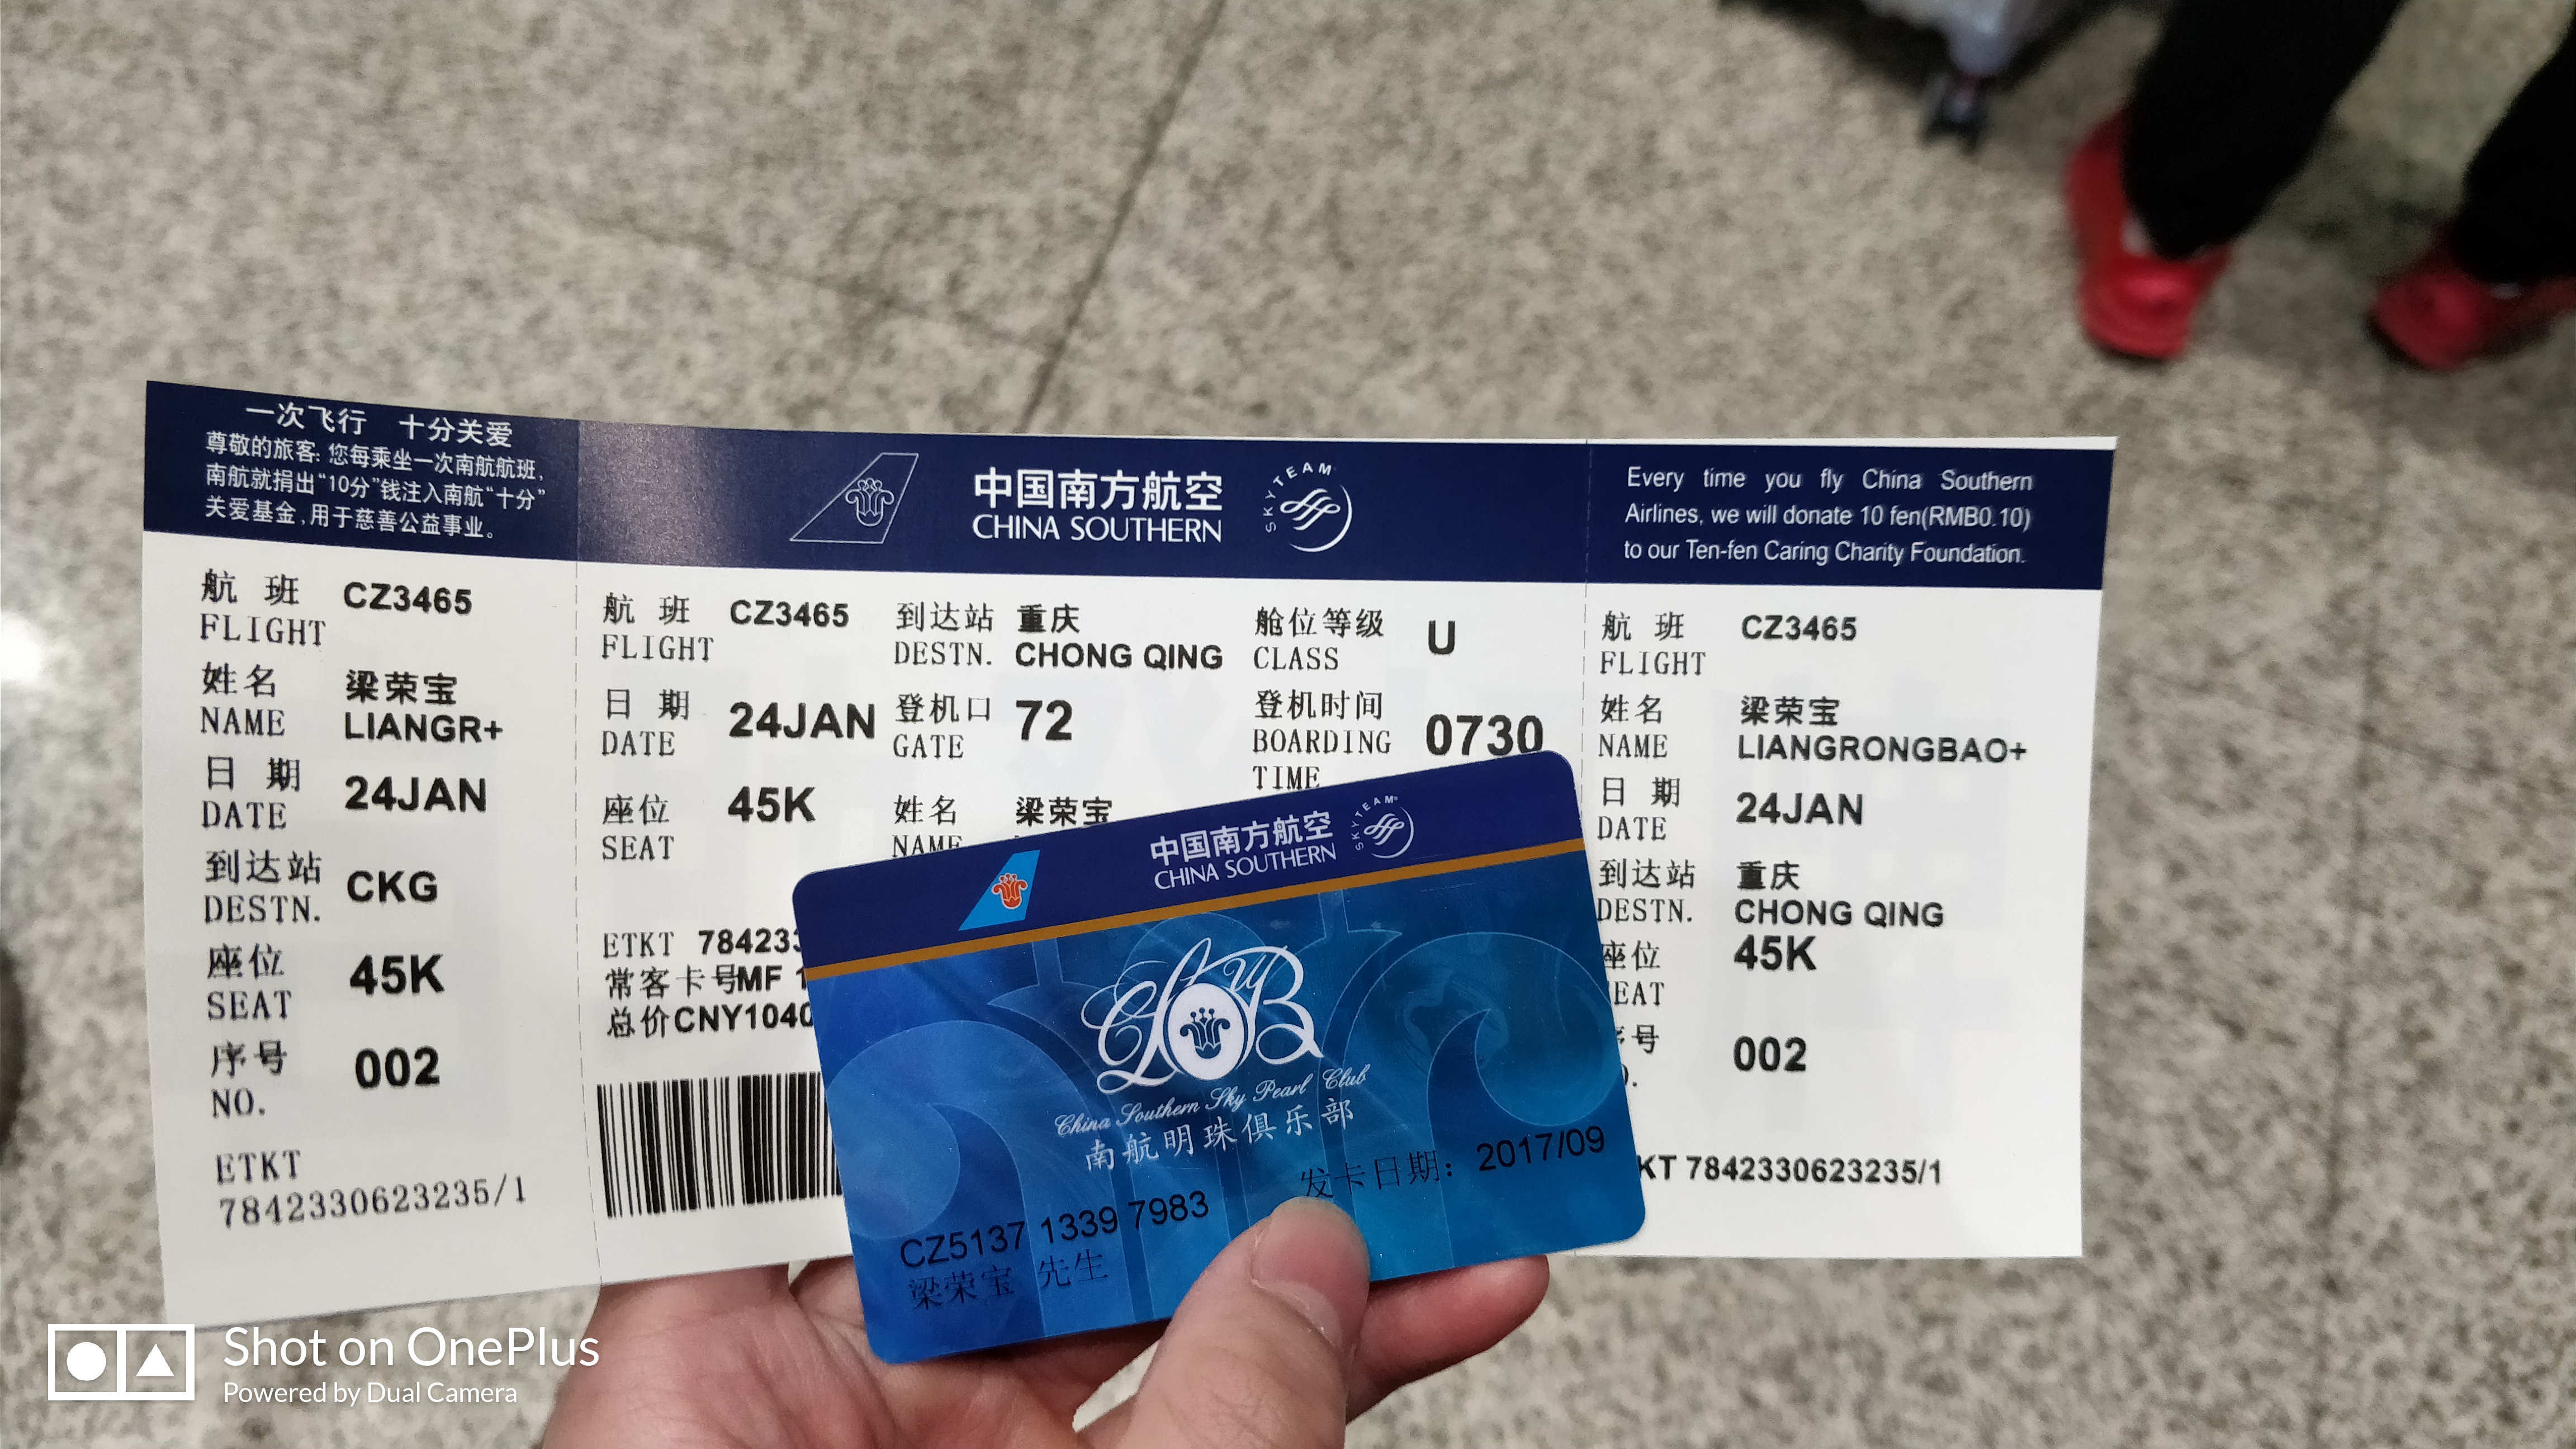 一次飞行 十分关爱
尊敬的旅客: 您每乘坐一次南航航班,
南航就捐出“10分”钱注入南航“十分”
关爱基金,用于慈善公益事业。
航 班 CZ3465
FLIGHT
姓名 梁荣宝
NAME LIANGR+
日 期 24JAN
DATE
到达站 CKG
DESTN.
座位 45K
SEAT
序号 002
NO.
ETKT
7842330623235/1
中国南方航空
CHINA SOUTHERN
SKYTEAM
航 班 CZ3465 到达站 重庆 舱位等级 U
FLIGHT DESTN. CHONG QING CLASS
日 期 24JAN 登机口 72 登机时间 0730
DATE GATE BOARDING
TIME
座位 45K 姓名 梁荣宝
SEAT NAME
ETKT 784233
常客卡号MF 1
总价CNY1040
Every time you fly China Southern
Airlines, we will donate 10 fen(RMB0.10)
to our Ten-fen Caring Charity Foundation.
航 班 CZ3465
FLIGHT
姓名 梁荣宝
NAME LIANGRONGBAO+
日 期 24JAN
DATE
到达站 重庆
DESTN. CHONG QING
座位 45K
EAT
号 002
KT 7842330623235/1
中国南方航空
CHINA SOUTHERN
SKYTEAM
CLUB
China Southern Sky Pearl Club
南航明珠俱乐部
发卡日期: 2017/09
CZ5137 1339 7983
梁荣宝 先生
Shot on OnePlus
Powered by Dual Camera